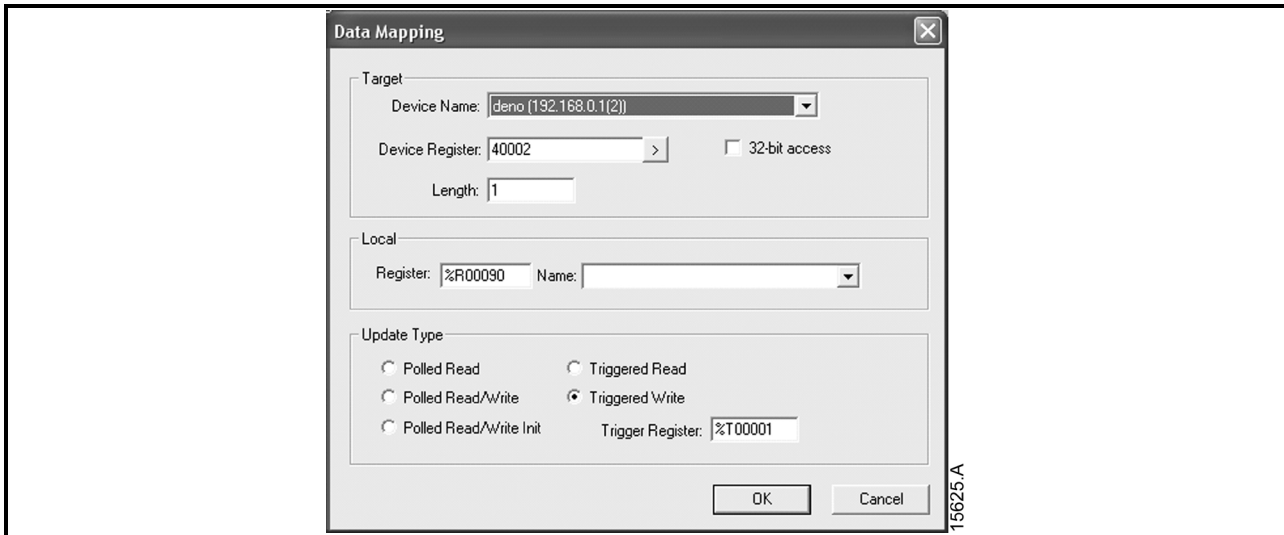 Data Mapping
Target
Device Name: deno (192.168.0.1(2))
Device Register: 40002 > 32-bit access
Length: 1
Local
Register: %R00090 Name:
Update Type
Polled Read Triggered Read
Polled Read/Write Triggered Write
Polled Read/Write Init Trigger Register: %T00001
OK Cancel
15625.A